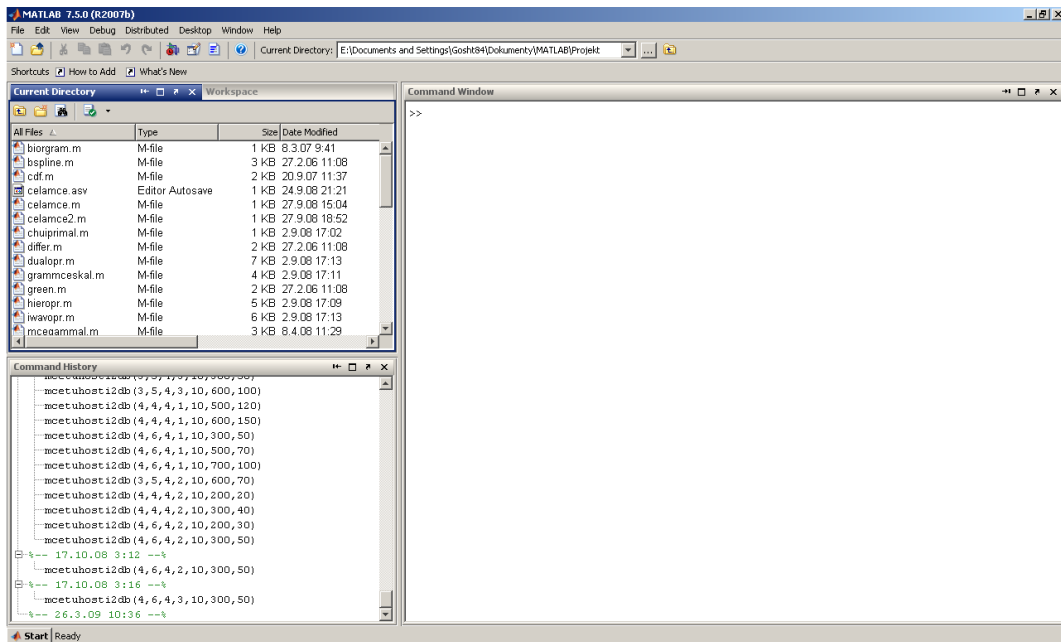 MATLAB 7.5.0 (R2007b)
File Edit View Debug Distributed Desktop Window Help
Current Directory: E:\Documents and Settings\Gosht84\Dokumenty\MATLAB\Projekt
Shortcuts How to Add What's New
Current Directory Workspace
All Files Type Size Date Modified
biorgram.m M-file 1 KB 8.3.07 9:41
bspline.m M-file 3 KB 27.2.06 11:08
cdf.m M-file 2 KB 20.9.07 11:37
celamce.asv Editor Autosave 1 KB 24.9.08 21:21
celamce.m M-file 1 KB 27.9.08 15:04
celamce2.m M-file 1 KB 27.9.08 18:52
chuiprimal.m M-file 1 KB 2.9.08 17:02
differ.m M-file 2 KB 27.2.06 11:08
dualopr.m M-file 7 KB 2.9.08 17:13
grammceskal.m M-file 4 KB 2.9.08 17:11
green.m M-file 2 KB 27.2.06 11:08
hieropr.m M-file 5 KB 2.9.08 17:09
iwavopr.m M-file 6 KB 2.9.08 17:13
mcegammal.m M-file 3 KB 8.4.08 11:29
Command History
mcetuhosti2db(3,5,4,3,10,600,100)
mcetuhosti2db(4,4,4,1,10,500,120)
mcetuhosti2db(4,4,4,1,10,600,150)
mcetuhosti2db(4,6,4,1,10,300,50)
mcetuhosti2db(4,6,4,1,10,500,70)
mcetuhosti2db(4,6,4,1,10,700,100)
mcetuhosti2db(3,5,4,2,10,600,70)
mcetuhosti2db(4,4,4,2,10,200,20)
mcetuhosti2db(4,4,4,2,10,300,40)
mcetuhosti2db(4,6,4,2,10,200,30)
mcetuhosti2db(4,6,4,2,10,300,50)
%-- 17.10.08 3:12 --%
mcetuhosti2db(4,6,4,2,10,300,50)
%-- 17.10.08 3:16 --%
mcetuhosti2db(4,6,4,3,10,300,50)
%-- 26.3.09 10:36 --%
Command Window
>>
Start Ready